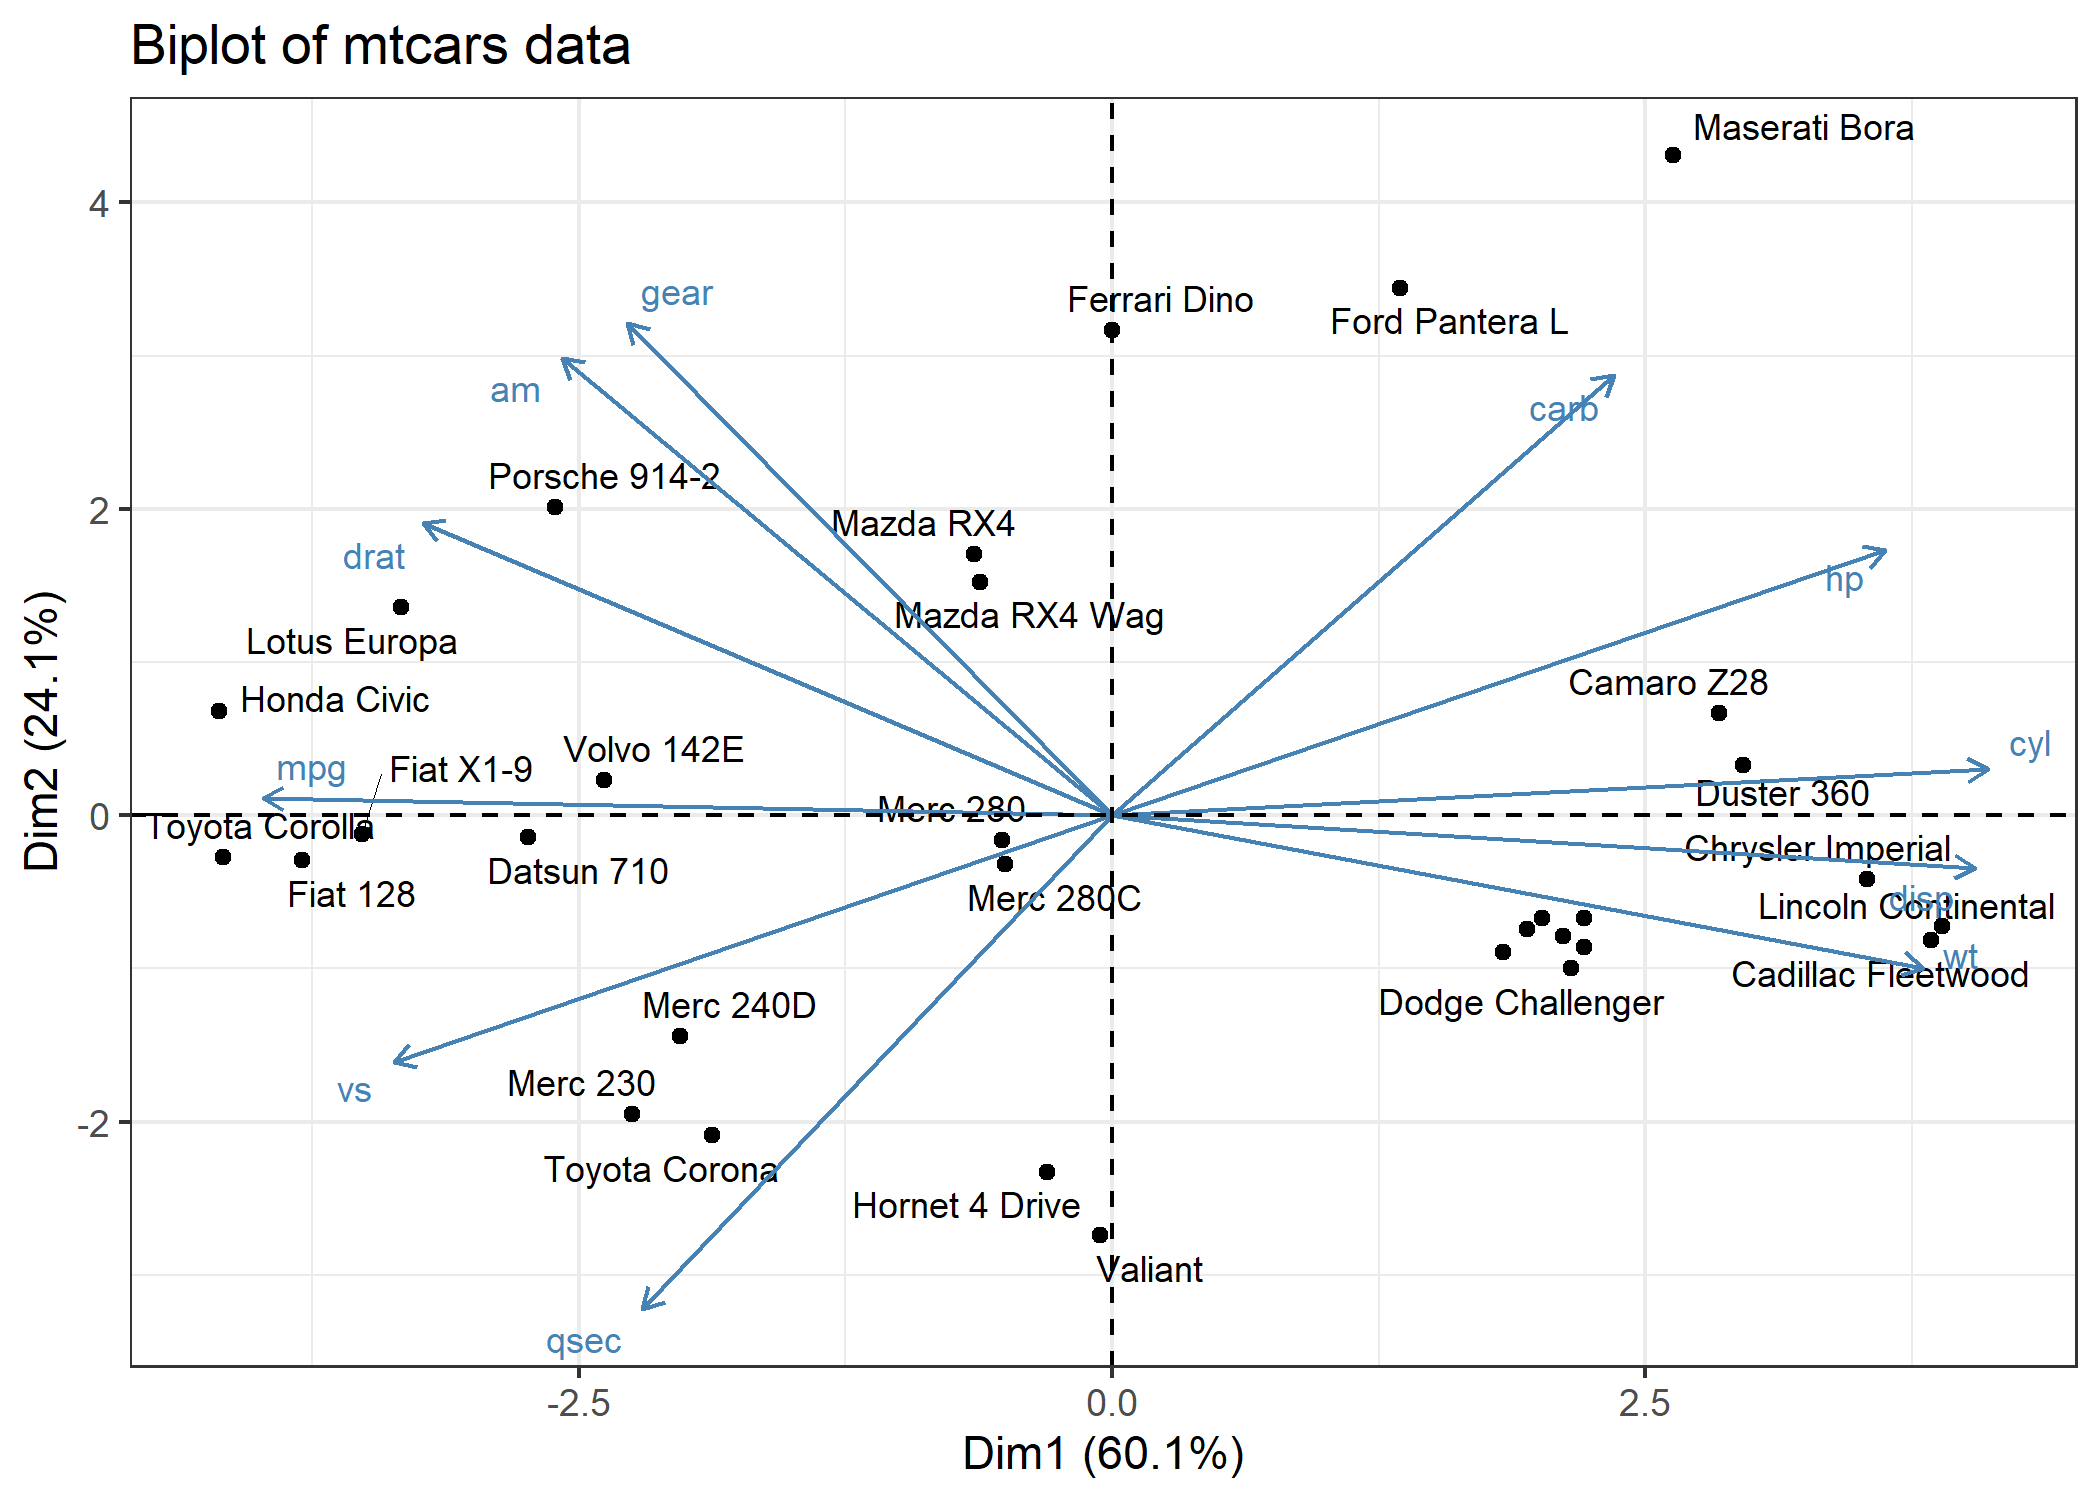 Biplot of mtcars data
Maserati Bora
4
gear
Ferrari Dino
Ford Pantera L
am
carb
Porsche 914-2
2
Mazda RX4
drat
hp
Mazda RX4 Wag
Lotus Europa
Camaro Z28
Honda Civic
cyl
Volvo 142E
mpg
Fiat X1-9
Duster 360
Merc 280
0
Toyota Corolla
Chrysler Imperial
Datsun 710
Fiat 128
Merc 280C
disp
Lincoln Continental
wt
Cadillac Fleetwood
Dodge Challenger
Merc 240D
Merc 230
vs
-2
Toyota Corona
Hornet 4 Drive
Valiant
qsec
-2.5
0.0
2.5
Dim1 (60.1%)
Dim2 (24.1%)